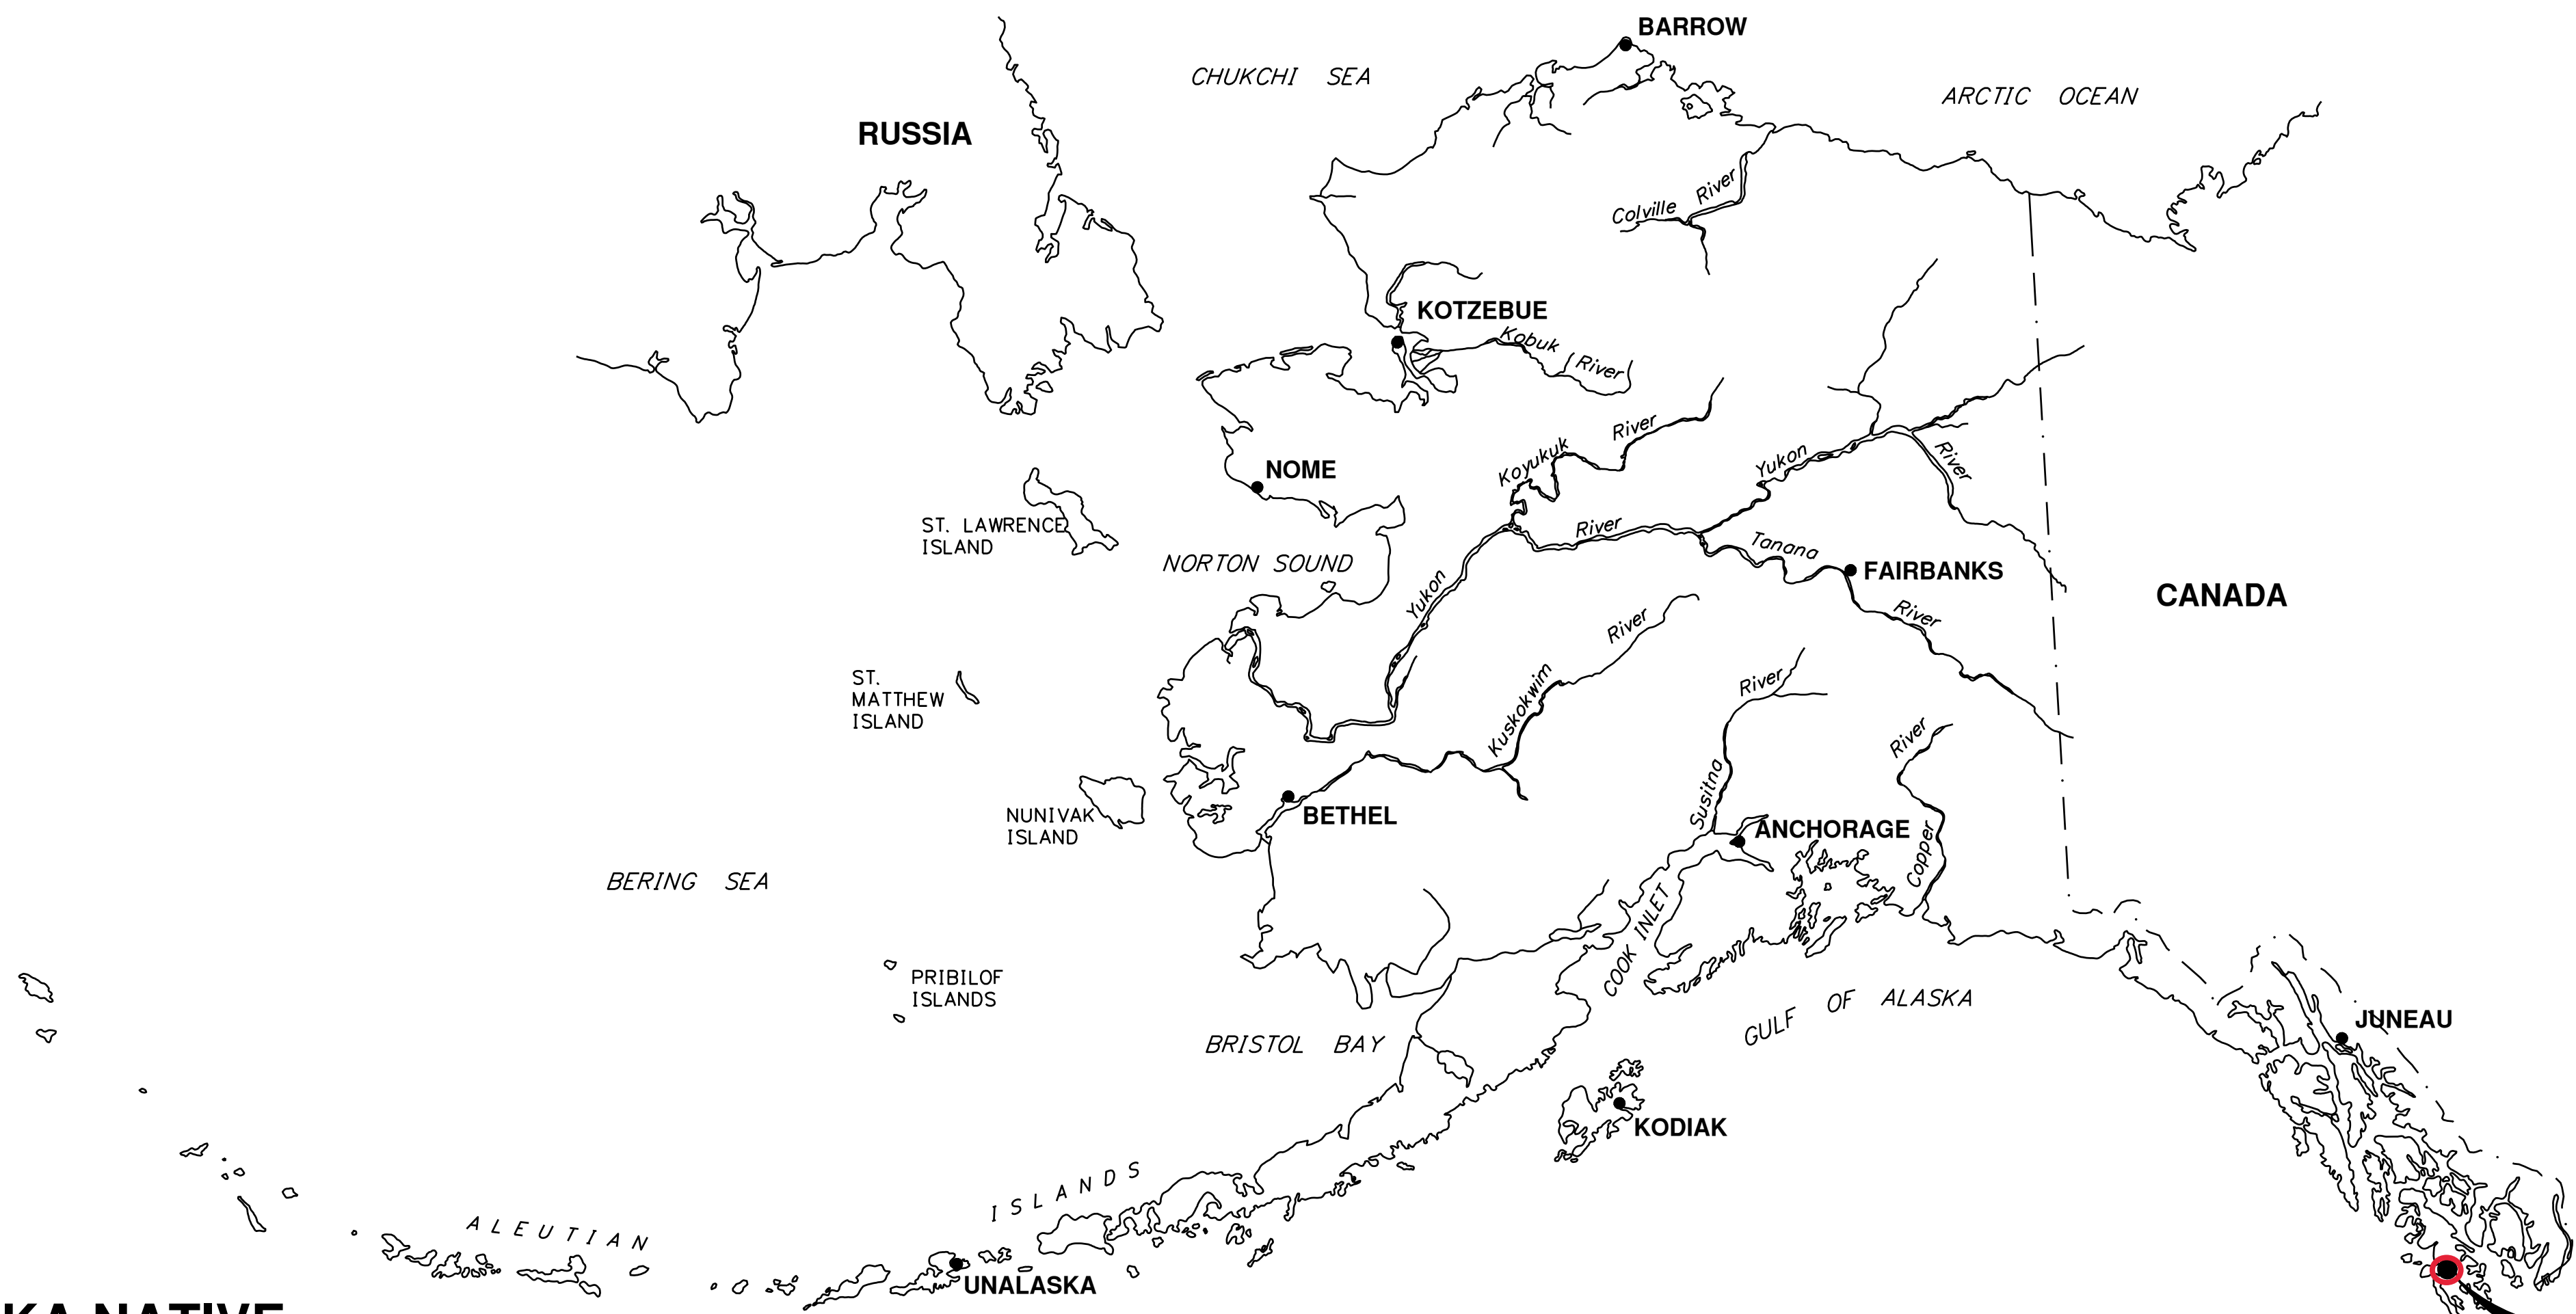 BARROW
CHUKCHI SEA
ARCTIC OCEAN
RUSSIA
Colville River
KOTZEBUE
Kobuk River
NOME
Koyukuk River
Yukon
River
ST. LAWRENCE
ISLAND
River
NORTON SOUND
Tanana
FAIRBANKS
CANADA
Yukon
River
River
ST.
MATTHEW
ISLAND
Kuskokwim
River
River
Susitna
NUNIVAK
ISLAND
BETHEL
ANCHORAGE
Copper
BERING SEA
COOK INLET
PRIBILOF
ISLANDS
GULF OF ALASKA
JUNEAU
BRISTOL BAY
KODIAK
ALEUTIAN ISLANDS
UNALASKA
KA NATIVE